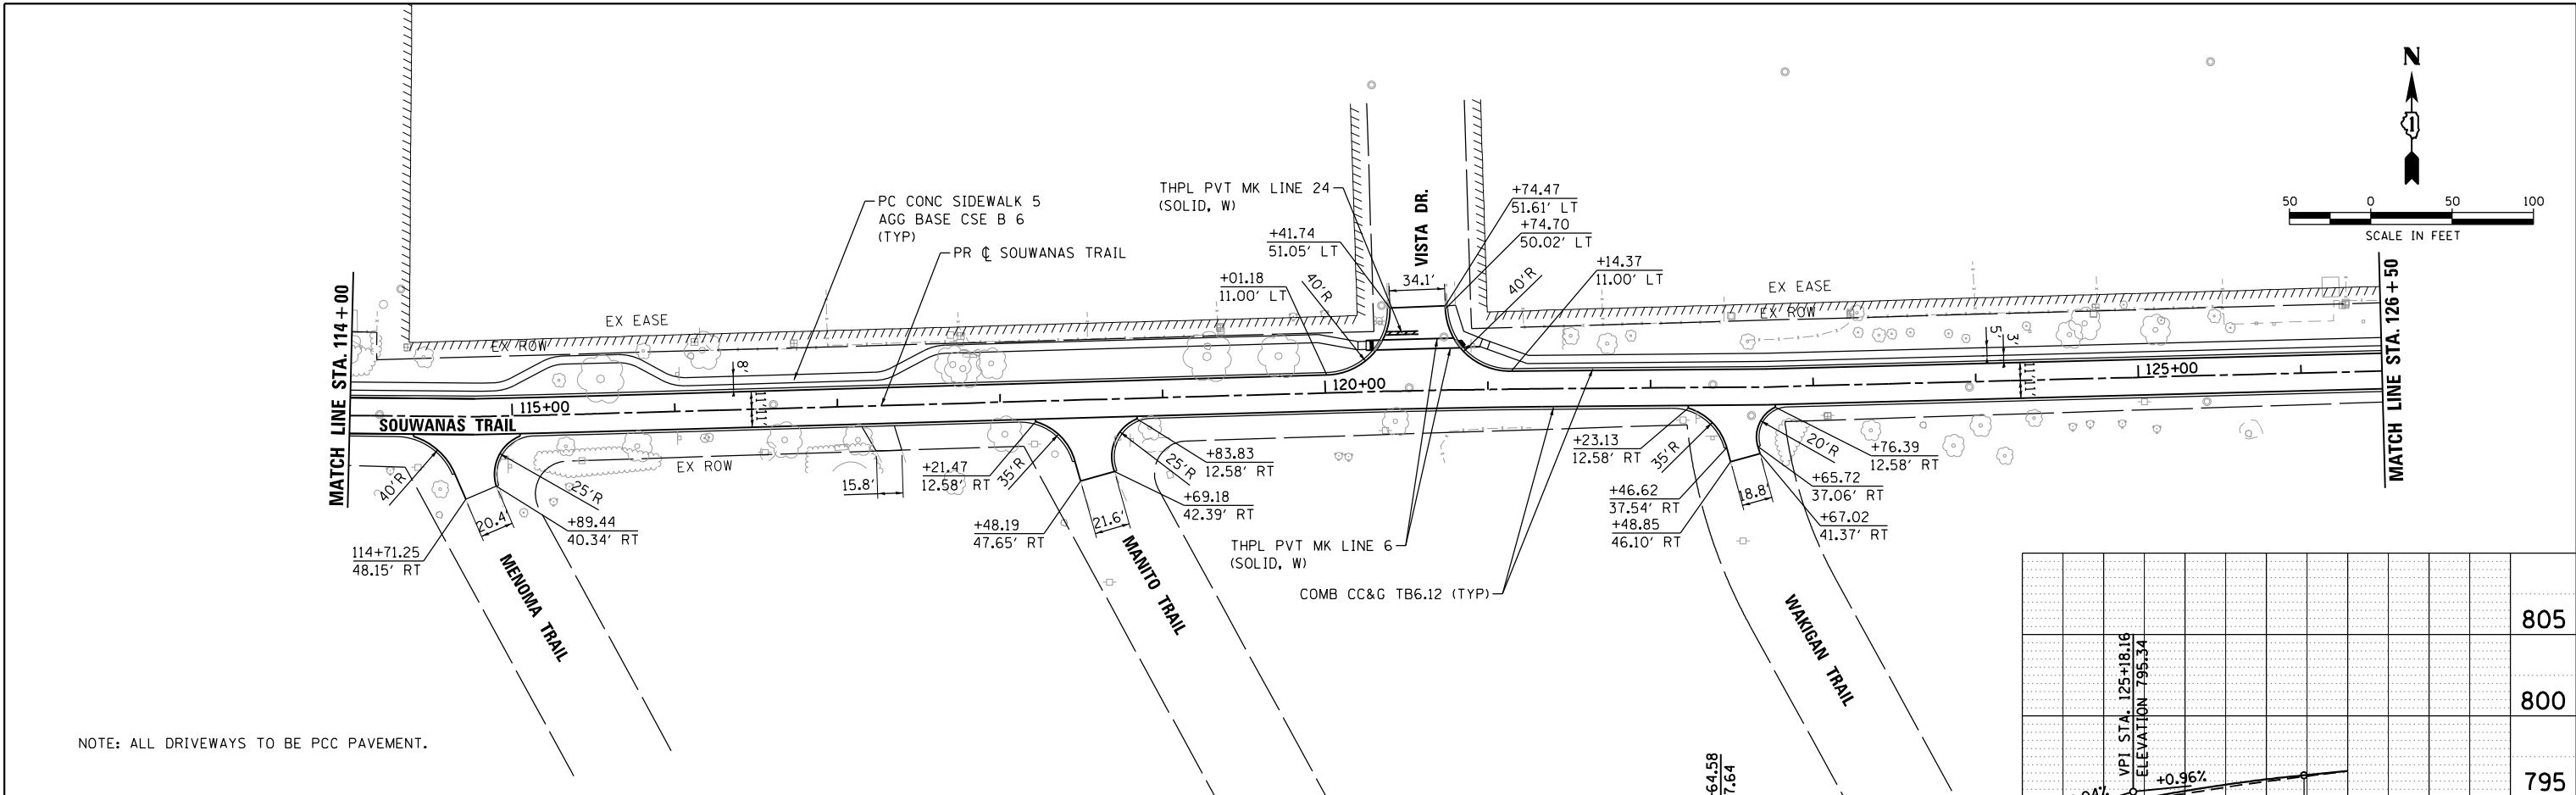 N
1
50 0 50 100
SCALE IN FEET
PC CONC SIDEWALK 5
AGG BASE CSE B 6
(TYP)
PR ℄ SOUWANAS TRAIL
THPL PVT MK LINE 24
(SOLID, W)
VISTA DR.
+74.47
51.61' LT
+74.70
50.02' LT
+41.74
51.05' LT
+01.18
11.00' LT
40'R
34.1'
40'R
+14.37
11.00' LT
EX EASE
EX ROW
EX EASE
EX ROW
MATCH LINE STA. 114+00
MATCH LINE STA. 126+50
8'
5'
3'
11'
11'
11'
11'
115+00
120+00
125+00
SOUWANAS TRAIL
EX ROW
40'R
25'R
20.4'
+89.44
40.34' RT
114+71.25
48.15' RT
MENOMA TRAIL
15.8'
+21.47
12.58' RT
35'R
25'R
+83.83
12.58' RT
+69.18
42.39' RT
+48.19
47.65' RT
21.6'
MANITO TRAIL
THPL PVT MK LINE 6
(SOLID, W)
COMB CC&G TB6.12 (TYP)
+23.13
12.58' RT
35'R
20'R
+76.39
12.58' RT
+65.72
37.06' RT
+46.62
37.54' RT
+48.85
46.10' RT
18.8'
+67.02
41.37' RT
WAKIGAN TRAIL
NOTE: ALL DRIVEWAYS TO BE PCC PAVEMENT.
805
800
795
VPI STA. 125+18.16
ELEVATION 795.34
+0.96%